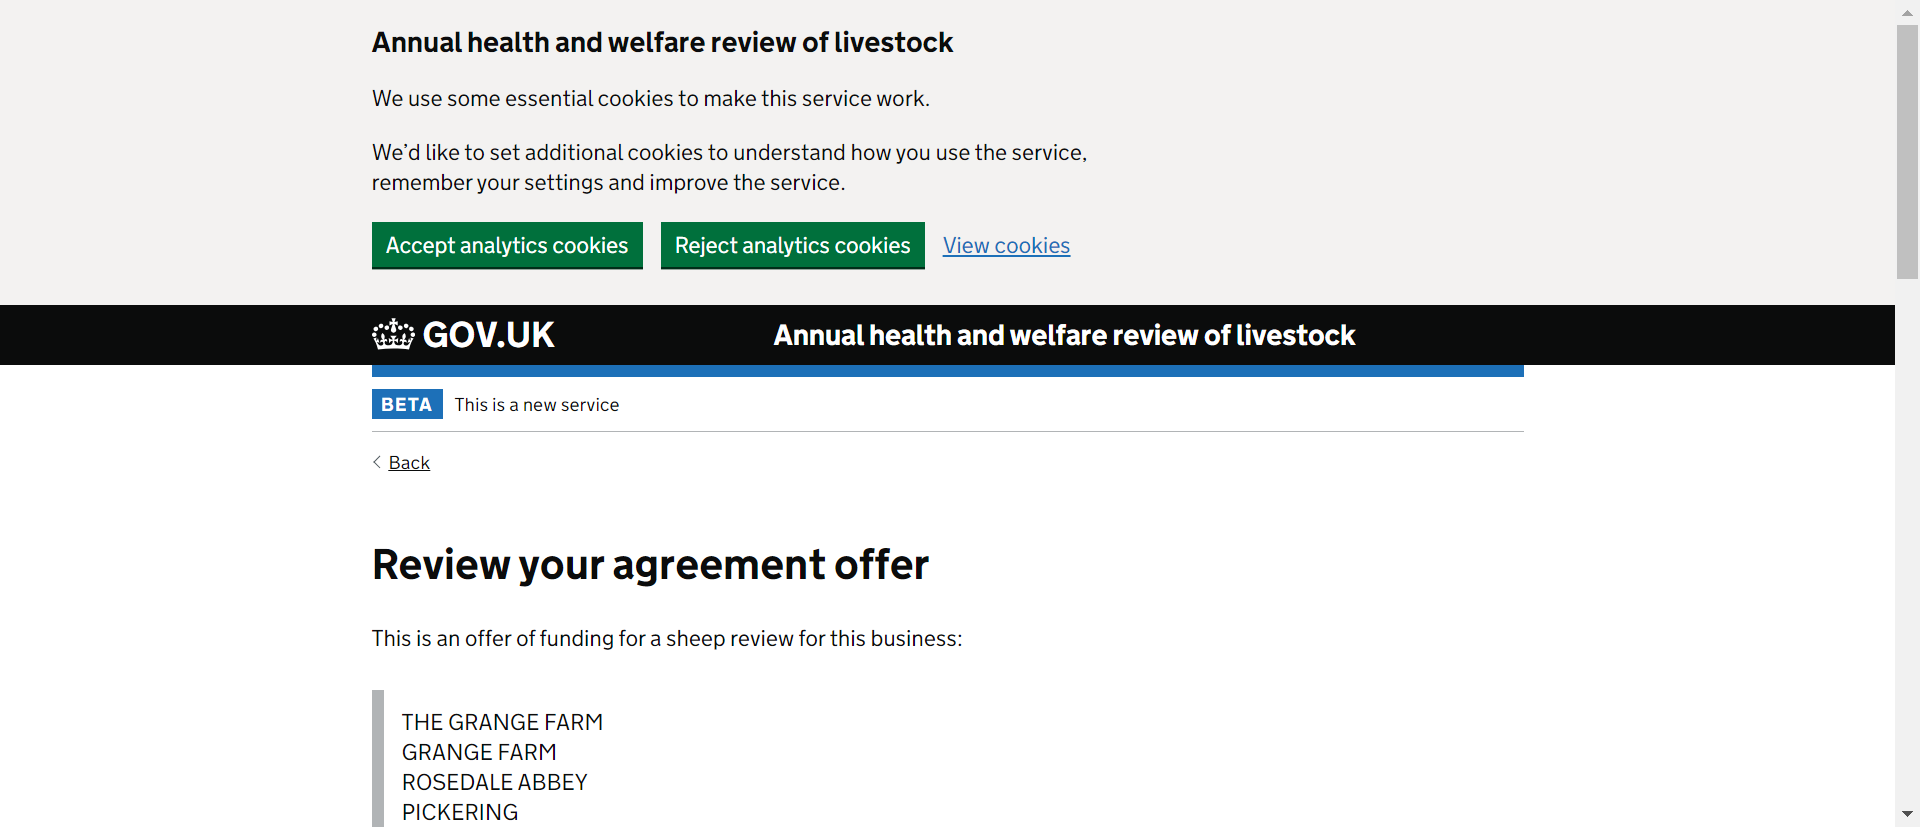 Annual health and welfare review of livestock
We use some essential cookies to make this service work.
We’d like to set additional cookies to understand how you use the service,
remember your settings and improve the service.
Accept analytics cookies Reject analytics cookies View cookies
GOV.UK Annual health and welfare review of livestock
BETA This is a new service
Back
Review your agreement offer
This is an offer of funding for a sheep review for this business:
THE GRANGE FARM
GRANGE FARM
ROSEDALE ABBEY
PICKERING